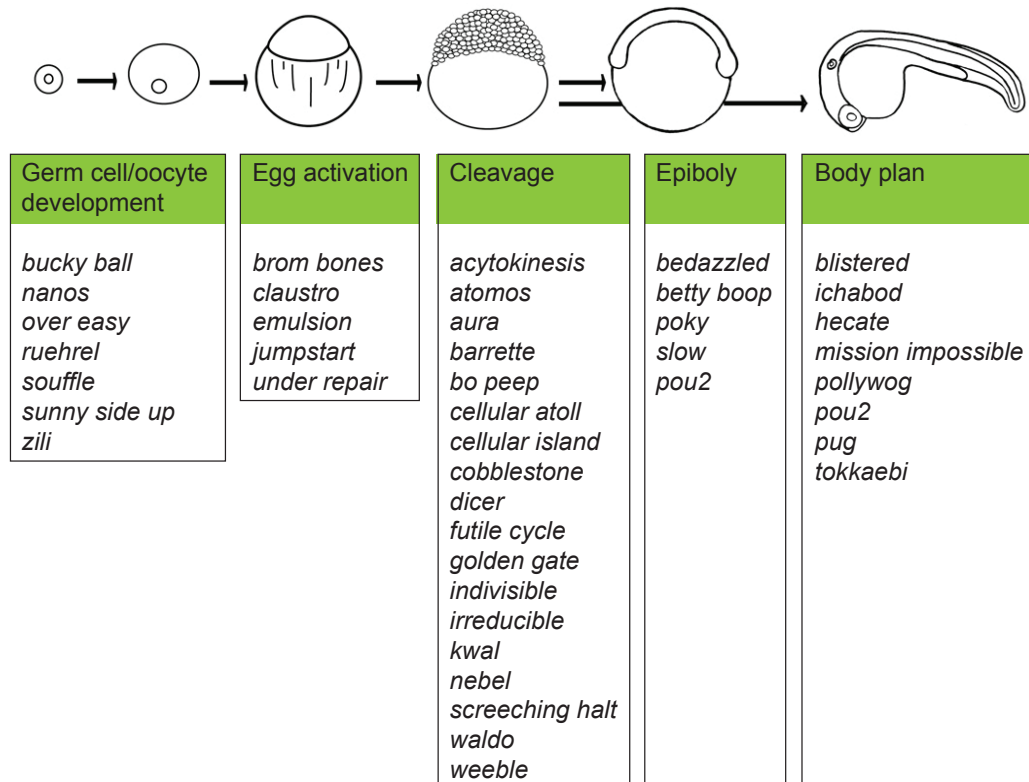 Germ cell/oocyte
development
bucky ball
nanos
over easy
ruehrel
souffle
sunny side up
zili
Egg activation
brom bones
claustro
emulsion
jumpstart
under repair
Cleavage
acytokinesis
atomos
aura
barrette
bo peep
cellular atoll
cellular island
cobblestone
dicer
futile cycle
golden gate
indivisible
irreducible
kwal
nebel
screeching halt
waldo
weeble
Epiboly
bedazzled
betty boop
poky
slow
pou2
Body plan
blistered
ichabod
hecate
mission impossible
pollywog
pou2
pug
tokkaebi